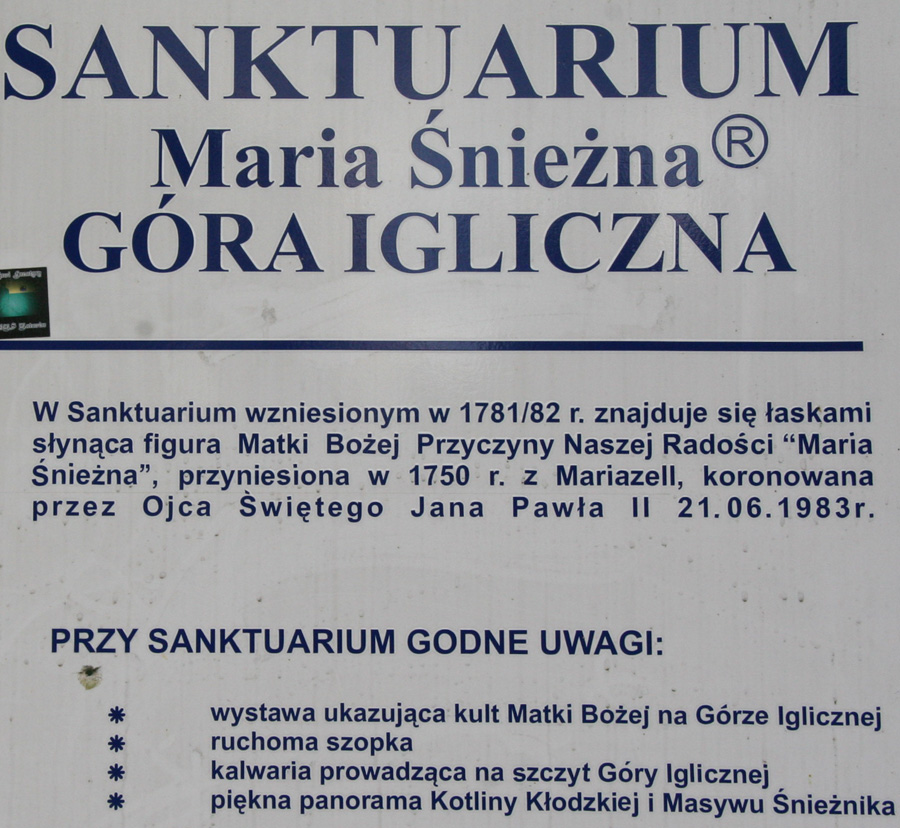 SANKTUARIUM
Maria Śnieżna®
GÓRA IGLICZNA
W Sanktuarium wzniesionym w 1781/82 r. znajduje się łaskami
słynąca figura Matki Bożej Przyczyny Naszej Radości “Maria
Śnieżna”, przyniesiona w 1750 r. z Mariazell, koronowana
przez Ojca Świętego Jana Pawła II 21.06.1983r.
PRZY SANKTUARIUM GODNE UWAGI:
* wystawa ukazująca kult Matki Bożej na Górze Iglicznej
* ruchoma szopka
* kalwaria prowadząca na szczyt Góry Iglicznej
* piękna panorama Kotliny Kłodzkiej i Masywu Śnieżnika